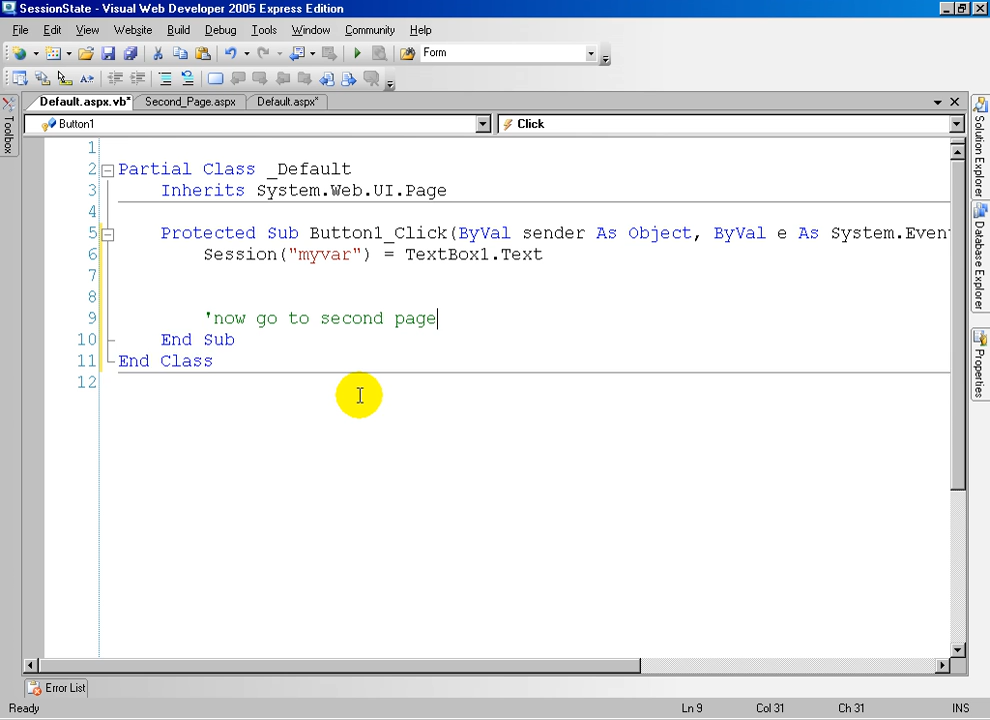 SessionState - Visual Web Developer 2005 Express Edition
File Edit View Website Build Debug Tools Window Community Help
Form
Default.aspx.vb* Second_Page.aspx Default.aspx*
Button1 Click
1
2 Partial Class _Default
3 Inherits System.Web.UI.Page
4
5 Protected Sub Button1_Click(ByVal sender As Object, ByVal e As System.Even
6 Session("myvar") = TextBox1.Text
7
8
9 'now go to second page
10 End Sub
11 End Class
12
Toolbox
Solution Explorer
Database Explorer
Properties
Error List
Ready Ln 9 Col 31 Ch 31 INS